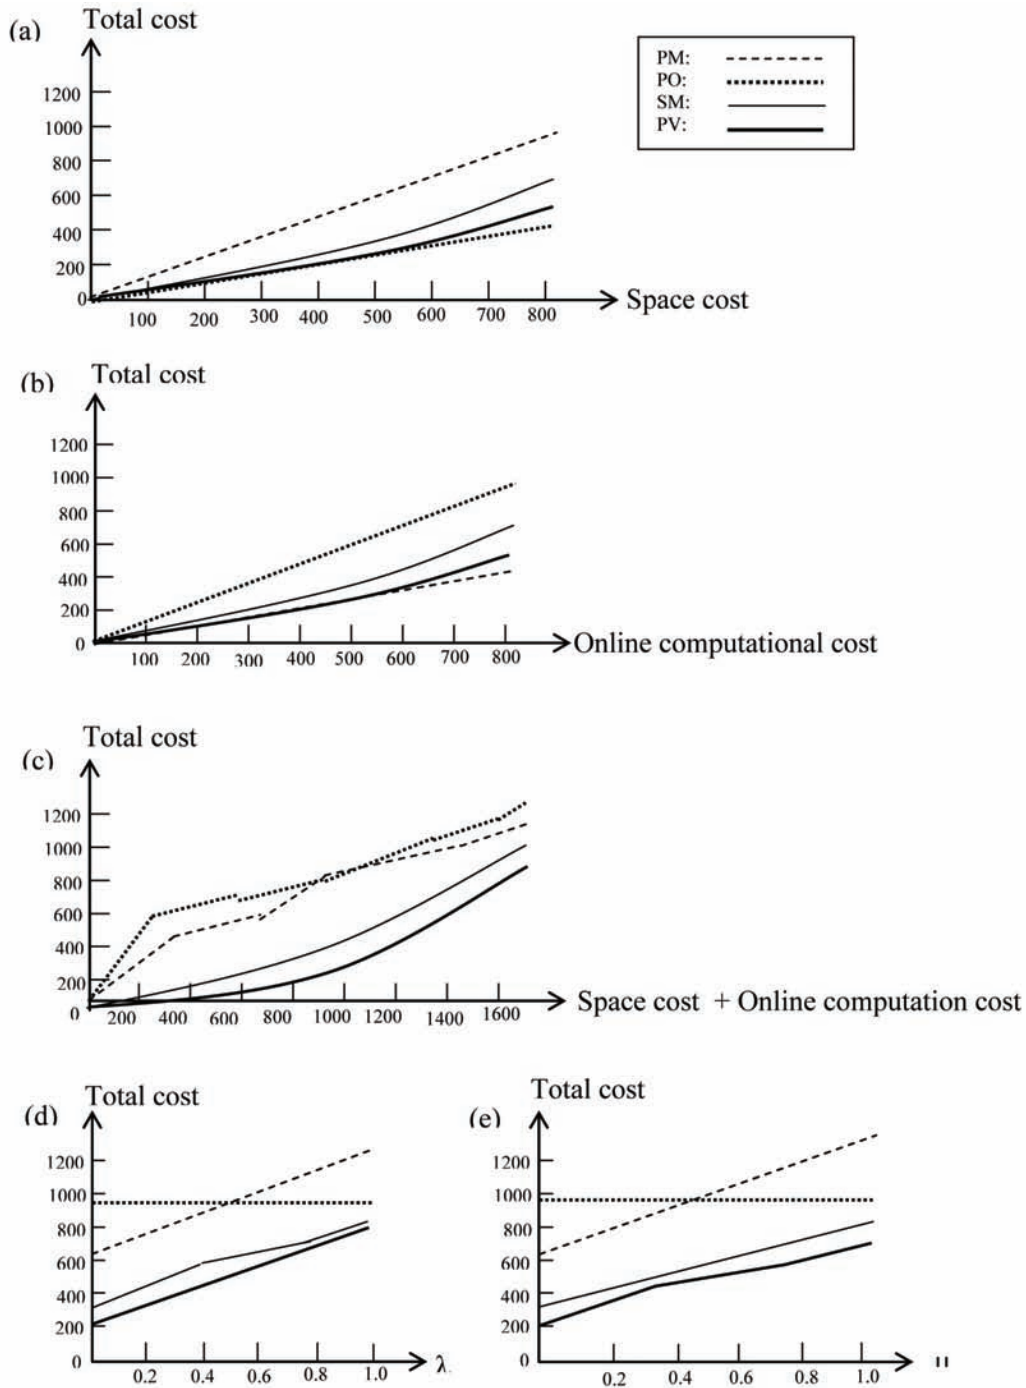 (a) Total cost
PM:
PO:
SM:
PV:
1200
1000
800
600
400
200
0
100 200 300 400 500 600 700 800
Space cost
(b) Total cost
1200
1000
800
600
400
200
0
100 200 300 400 500 600 700 800
Online computational cost
(c) Total cost
1200
1000
800
600
400
200
0
200 400 600 800 1000 1200 1400 1600
Space cost + Online computation cost
(d) Total cost
1200
1000
800
600
400
200
0
0.2 0.4 0.6 0.8 1.0
λ.
(e) Total cost
1200
1000
800
600
400
200
0
0.2 0.4 0.6 0.8 1.0